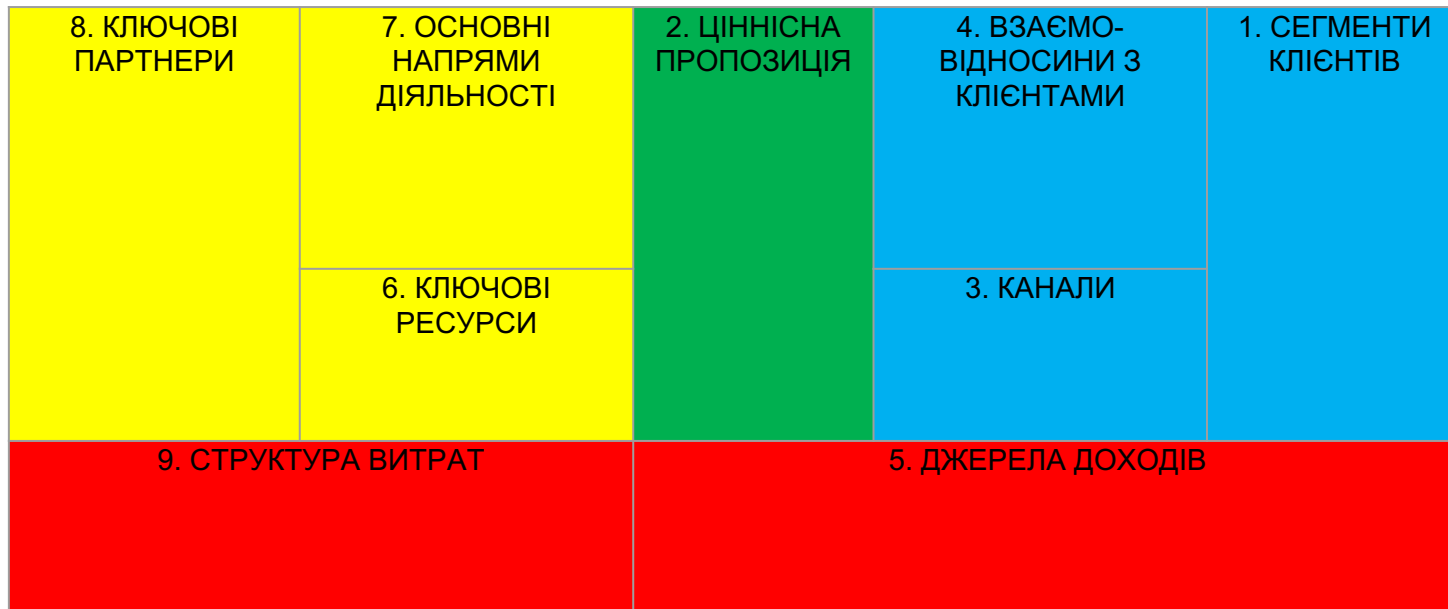 8. КЛЮЧОВІ
ПАРТНЕРИ
7. ОСНОВНІ
НАПРЯМИ
ДІЯЛЬНОСТІ
2. ЦІННІСНА
ПРОПОЗИЦІЯ
4. ВЗАЄМО-
ВІДНОСИНИ З
КЛІЄНТАМИ
1. СЕГМЕНТИ
КЛІЄНТІВ
6. КЛЮЧОВІ
РЕСУРСИ
3. КАНАЛИ
9. СТРУКТУРА ВИТРАТ
5. ДЖЕРЕЛА ДОХОДІВ